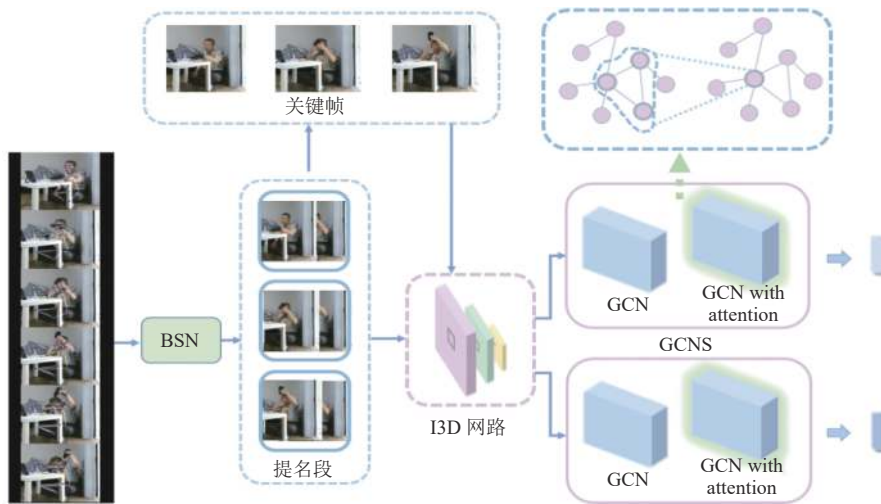 关键帧
BSN
提名段
I3D 网路
GCN
GCN with
attention
GCNS
GCN
GCN with
attention